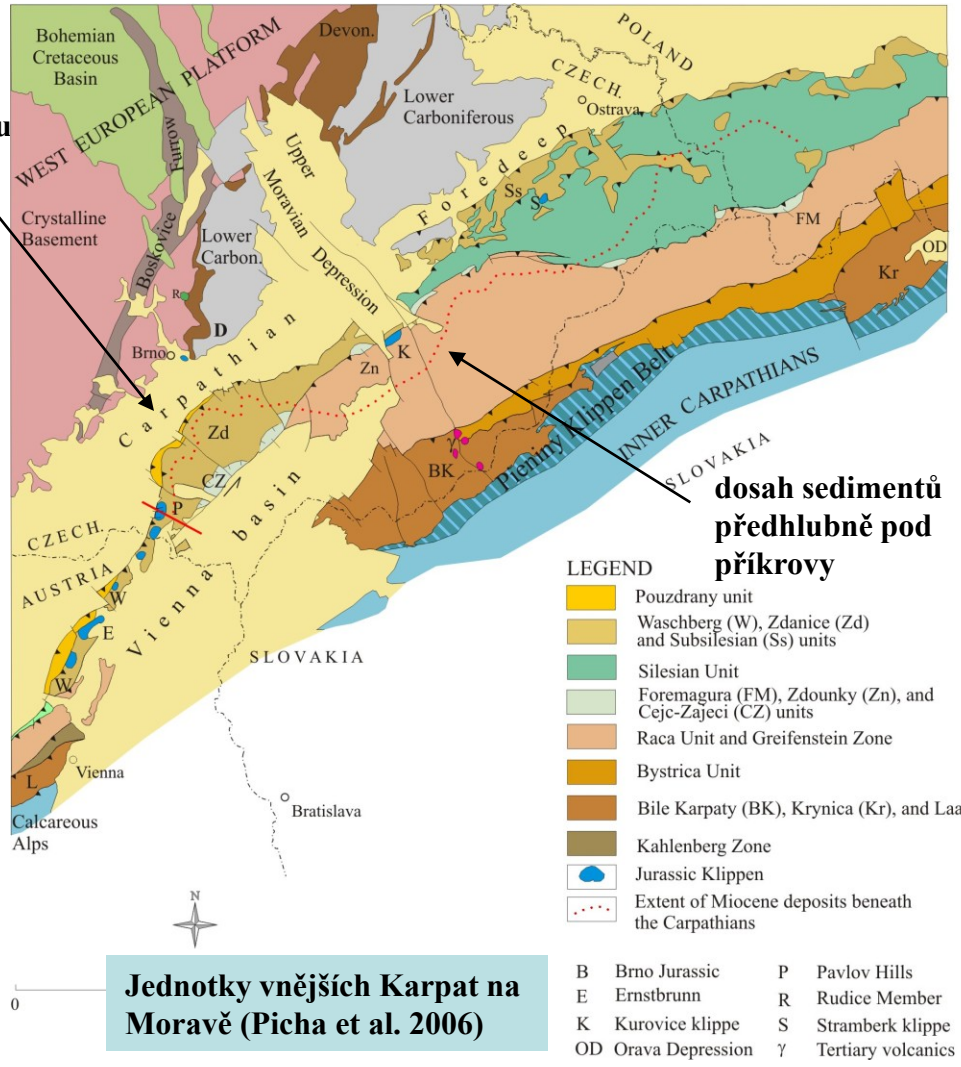 Bohemian
Cretaceous
Basin
WEST EUROPEAN PLATFORM
Furrow
Boskovice
Devon.
Lower
Carboniferous
POLAND
CZECH.
Ostrava
u
Crystalline
Basement
Lower
Carbon.
Upper
Moravian
Depression
Foredeep
Carpathian
Ss
S
FM
OD
Kr
R
D
Brno
K
Zn
Zd
CZ
P
γ
BK
Pieniny Klippen Belt
INNER CARPATHIANS
SLOVAKIA
CZECH.
AUSTRIA
W
E
W
Vienna basin
SLOVAKIA
L
Vienna
Bratislava
Calcareous
Alps
dosah sedimentů
předhlubně pod
příkrovy
LEGEND
Pouzdrany unit
Waschberg (W), Zdanice (Zd)
and Subsilesian (Ss) units
Silesian Unit
Foremagura (FM), Zdounky (Zn), and
Cejc-Zajeci (CZ) units
Raca Unit and Greifenstein Zone
Bystrica Unit
Bile Karpaty (BK), Krynica (Kr), and Laa
Kahlenberg Zone
Jurassic Klippen
Extent of Miocene deposits beneath
the Carpathians
B Brno Jurassic
E Ernstbrunn
K Kurovice klippe
OD Orava Depression
P Pavlov Hills
R Rudice Member
S Stramberk klippe
γ Tertiary volcanics
N
0
Jednotky vnějších Karpat na
Moravě (Picha et al. 2006)